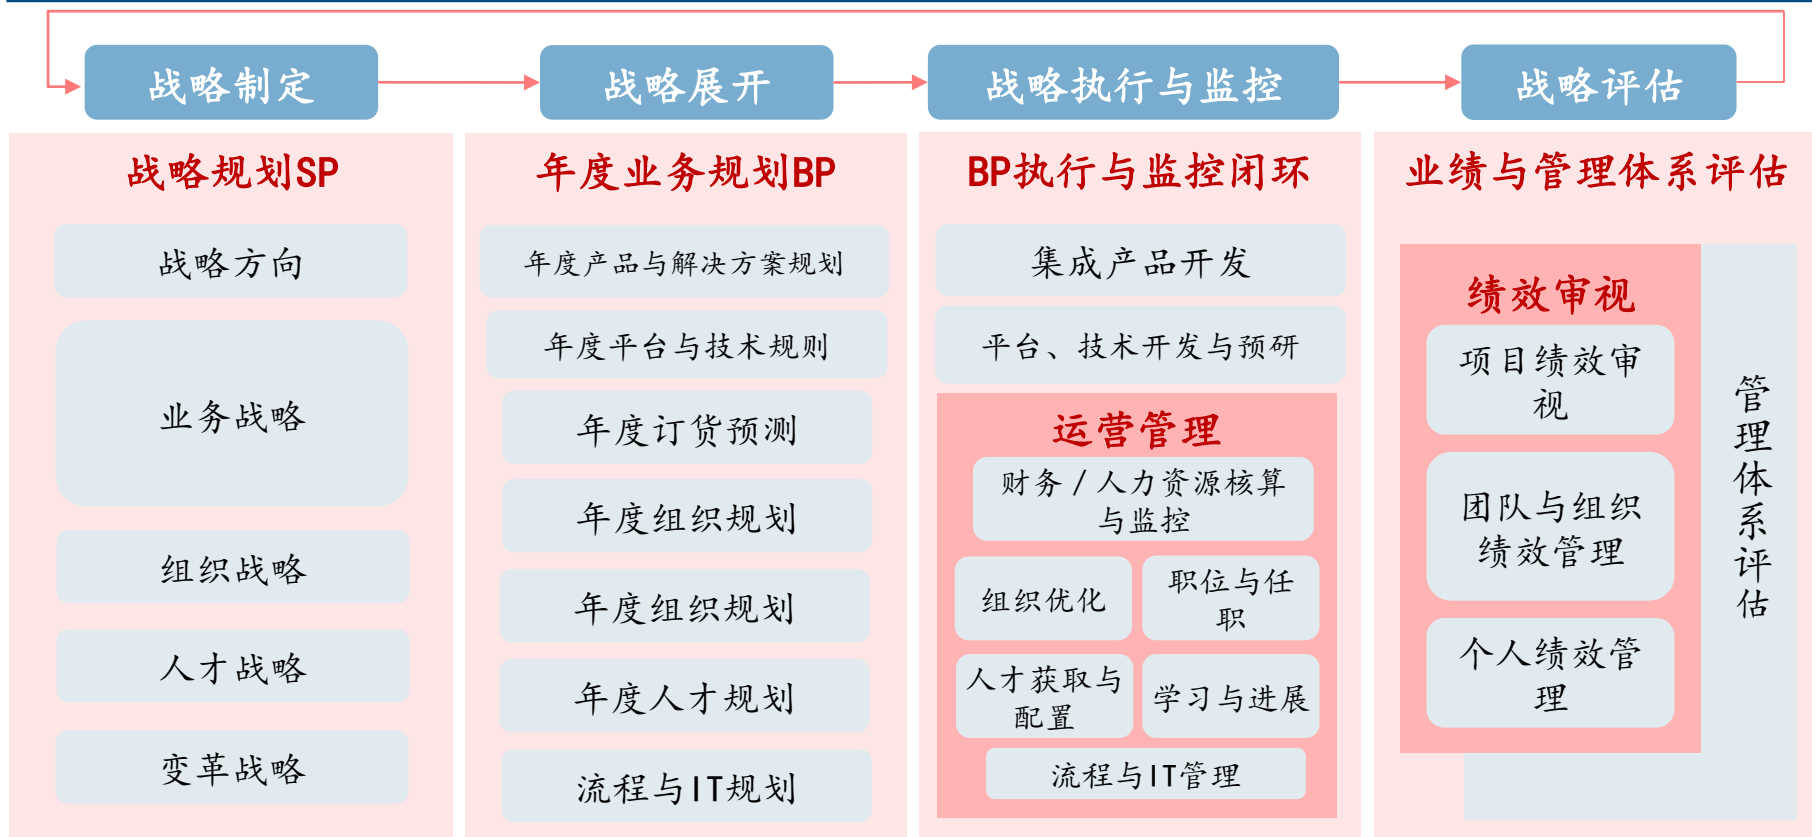 战略制定
战略展开
战略执行与监控
战略评估
战略规划SP
战略方向
业务战略
组织战略
人才战略
变革战略
年度业务规划BP
年度产品与解决方案规划
年度平台与技术规则
年度订货预测
年度组织规划
年度组织规划
年度人才规划
流程与IT规划
BP执行与监控闭环
集成产品开发
平台、技术开发与预研
运营管理
财务/人力资源核算
与监控
组织优化
职位与任
职
人才获取与
配置
学习与进展
流程与IT管理
业绩与管理体系评估
绩效审视
项目绩效审
视
团队与组织
绩效管理
个人绩效管
理
管理体系评估